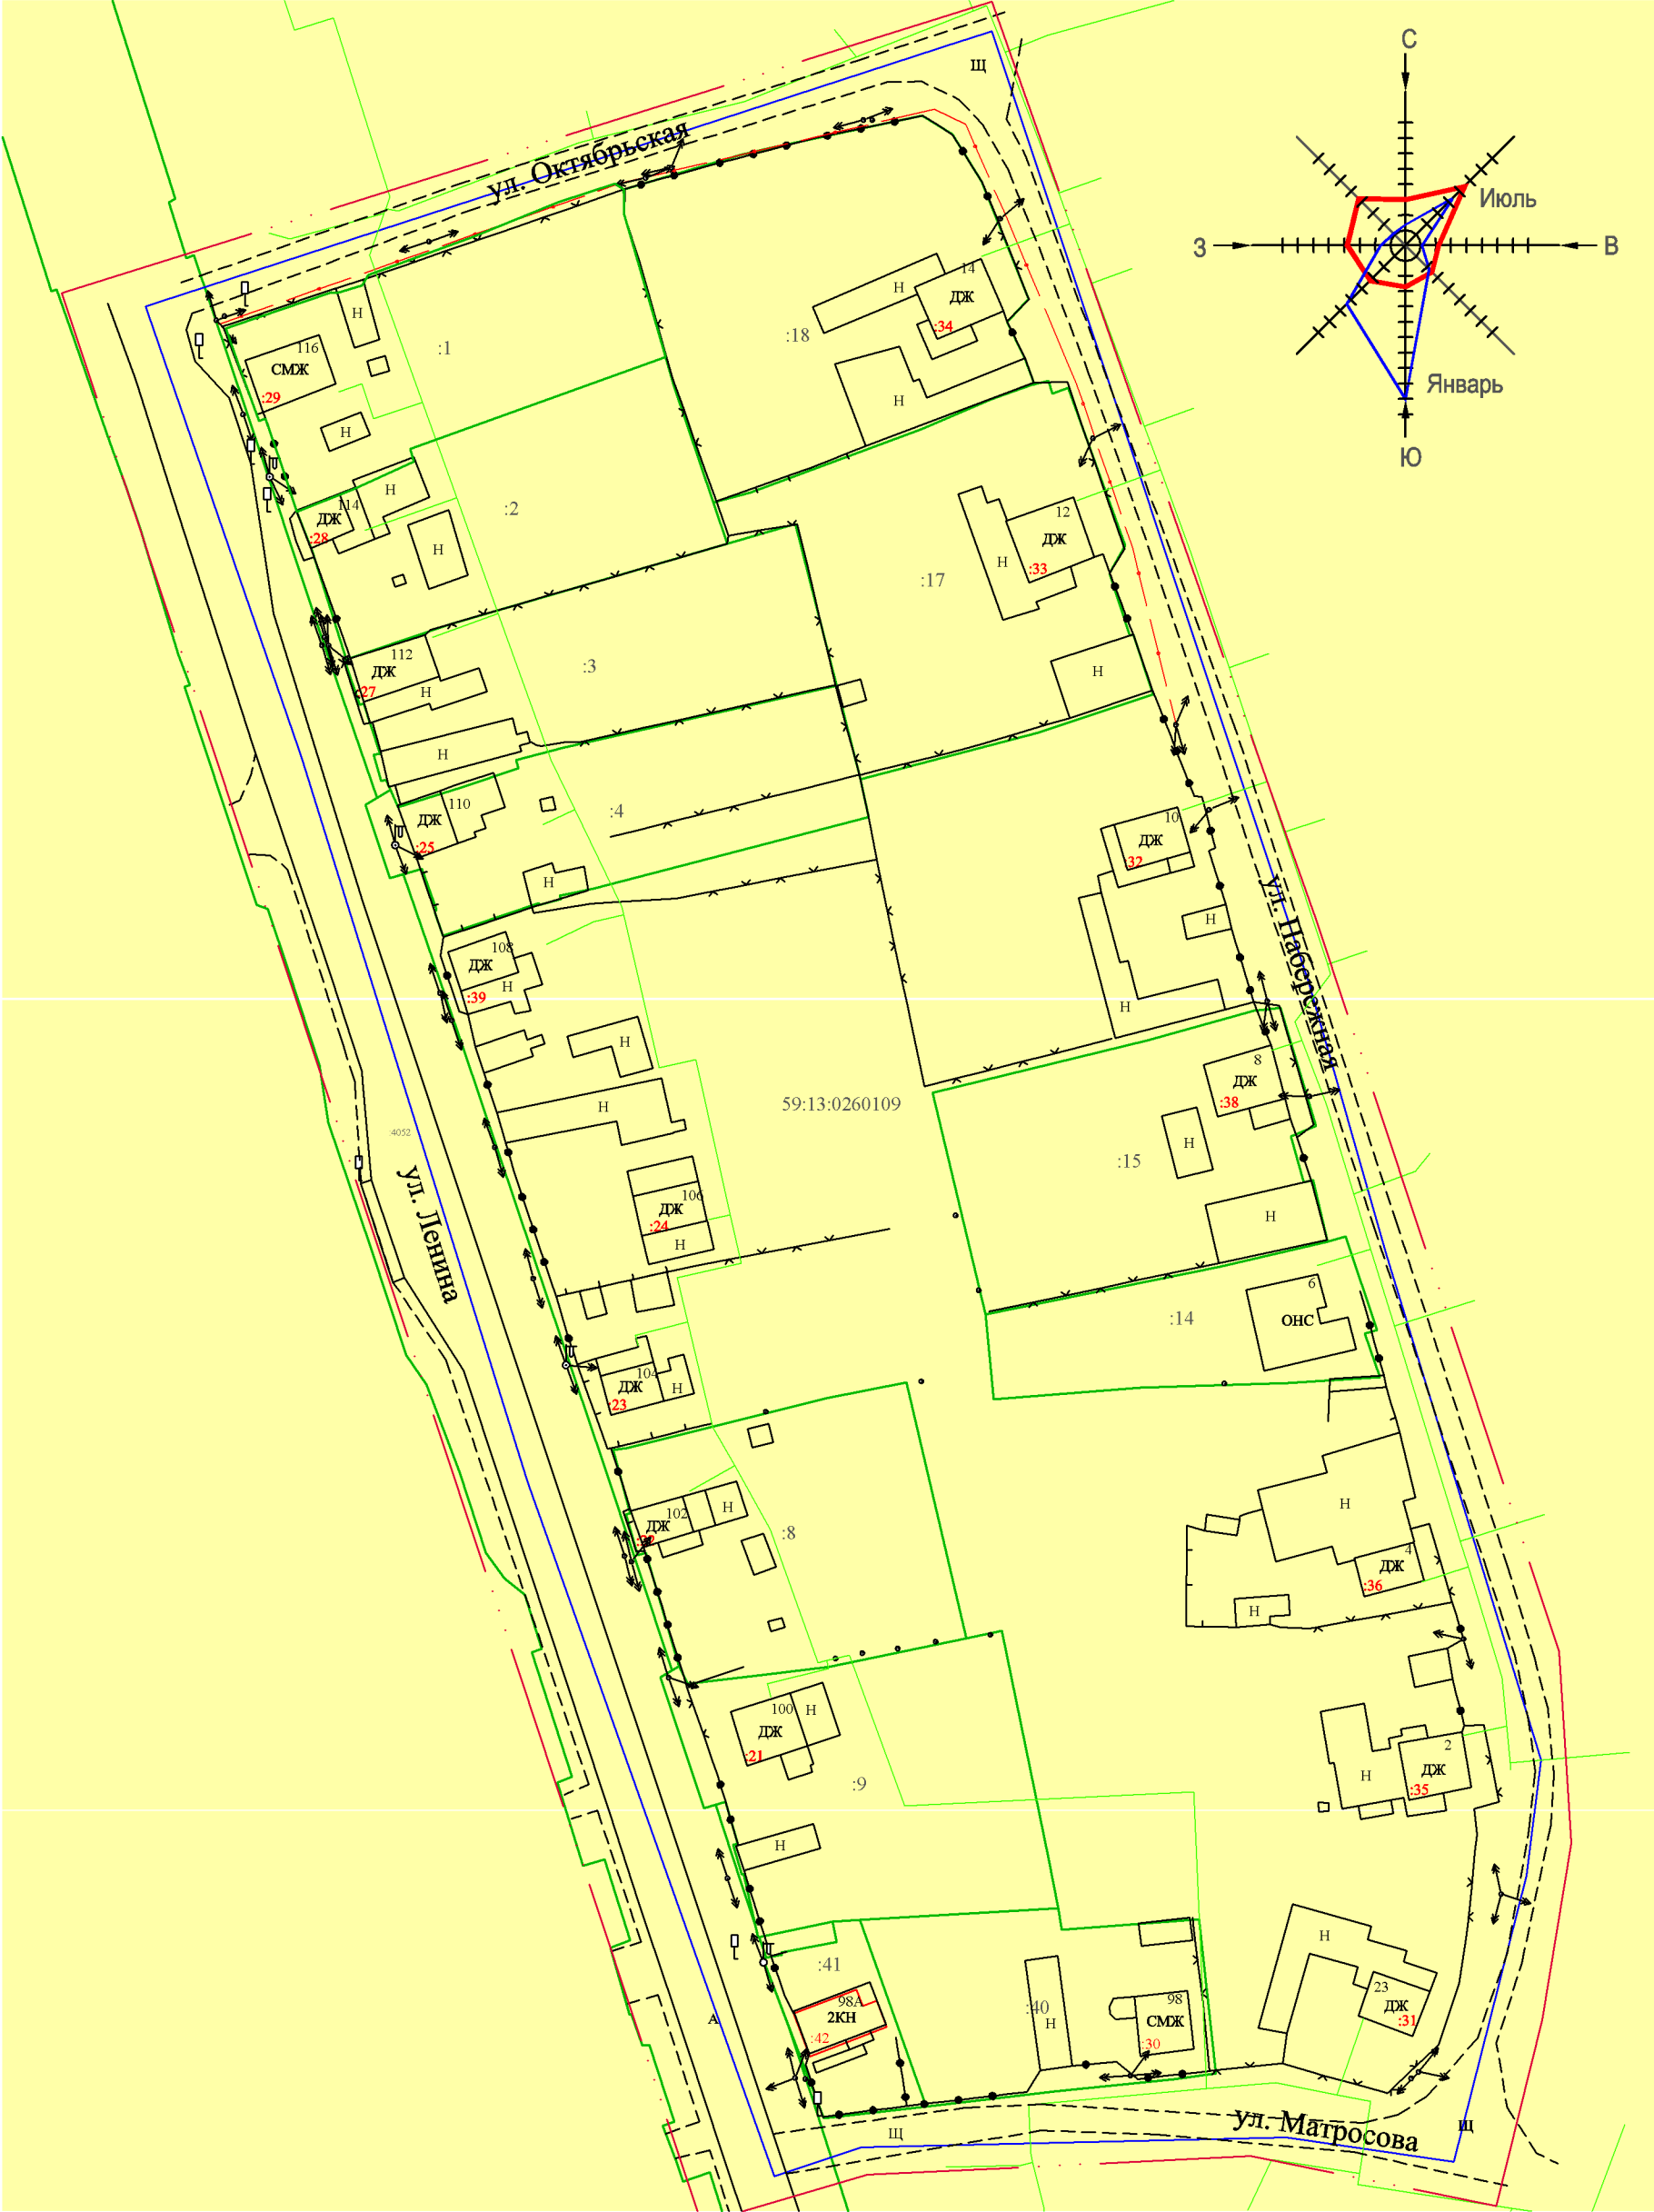 С
Июль
З
В
Январь
Ю
Щ
ул. Октябрьская
14
Н
ДЖ
:34
:18
Н
Н
116
СМЖ
:29
:1
Н
114
ДЖ
:28
Н
Н
:2
12
ДЖ
:33
Н
:17
112
ДЖ
27
Н
:3
Н
Н
110
ДЖ
:25
:4
10
ДЖ
:32
Н
Н
Н
ул. Набережная
108
ДЖ
Н
:39
Н
Н
59:13:0260109
8
ДЖ
:38
Н
:15
:4052
ул. Ленина
106
ДЖ
:24
Н
Н
6
ОНС
:14
104
ДЖ
Н
:23
102
Н
ДЖ
:22
:8
Н
4
ДЖ
:36
Н
100
Н
ДЖ
:21
:9
2
ДЖ
Н
:35
Н
:41
98А
2КН
:42
А
:40
Н
98
СМЖ
:30
Н
23
ДЖ
:31
ул. Матросова
Щ
Щ